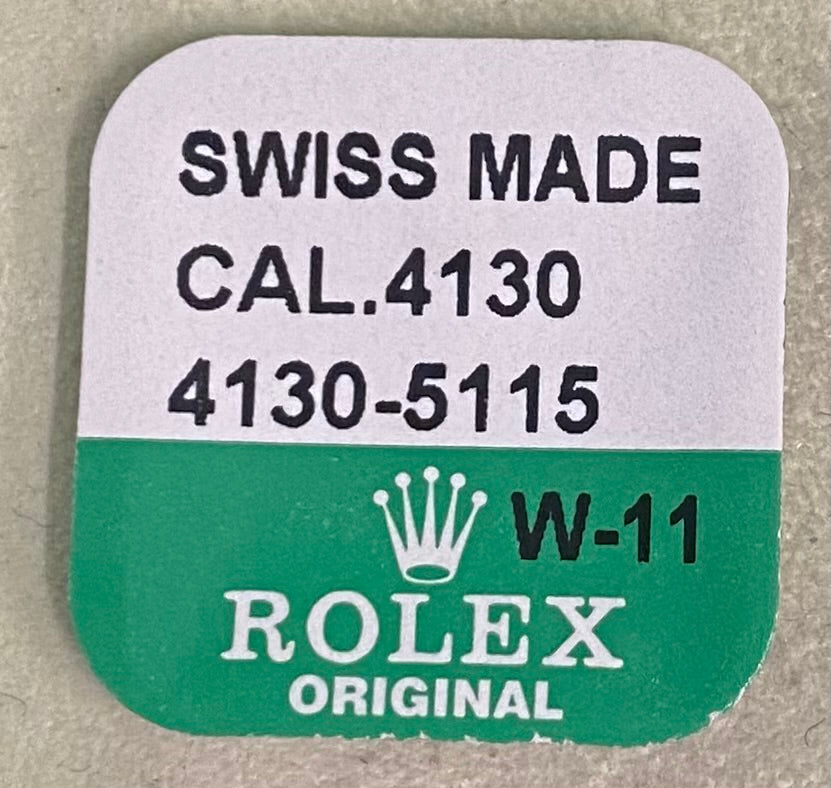 SWISS MADE
CAL.4130
4130-5115
W-11
ROLEX
ORIGINAL